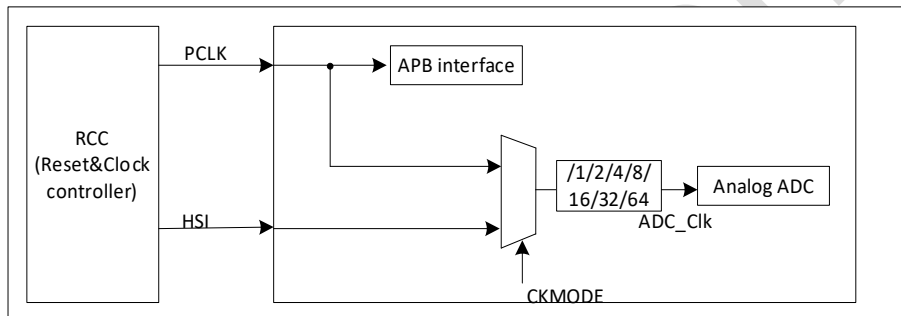 PCLK
APB interface
RCC
(Reset&Clock
controller)
/1/2/4/8/
16/32/64
Analog ADC
HSI
ADC_Clk
CKMODE